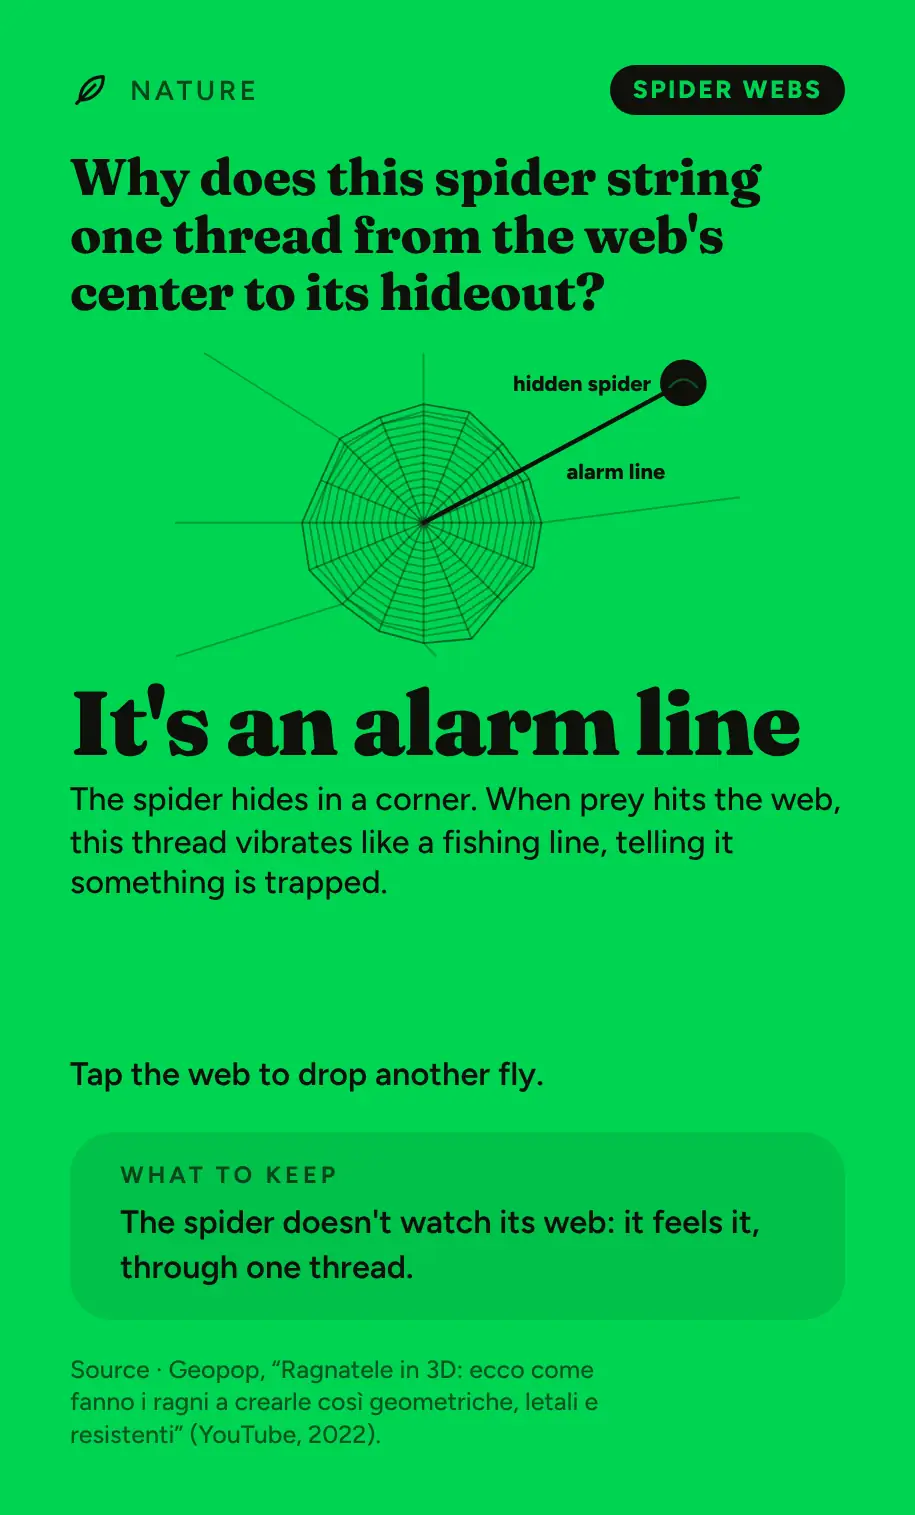 NATURE
SPIDER WEBS
Why does this spider string
one thread from the web's
center to its hideout?
hidden spider
alarm line
It's an alarm line
The spider hides in a corner. When prey hits the web,
this thread vibrates like a fishing line, telling it
something is trapped.
Tap the web to drop another fly.
WHAT TO KEEP
The spider doesn't watch its web: it feels it,
through one thread.
Source · Geopop, “Ragnatele in 3D: ecco come
fanno i ragni a crearle così geometriche, letali e
resistenti” (YouTube, 2022).